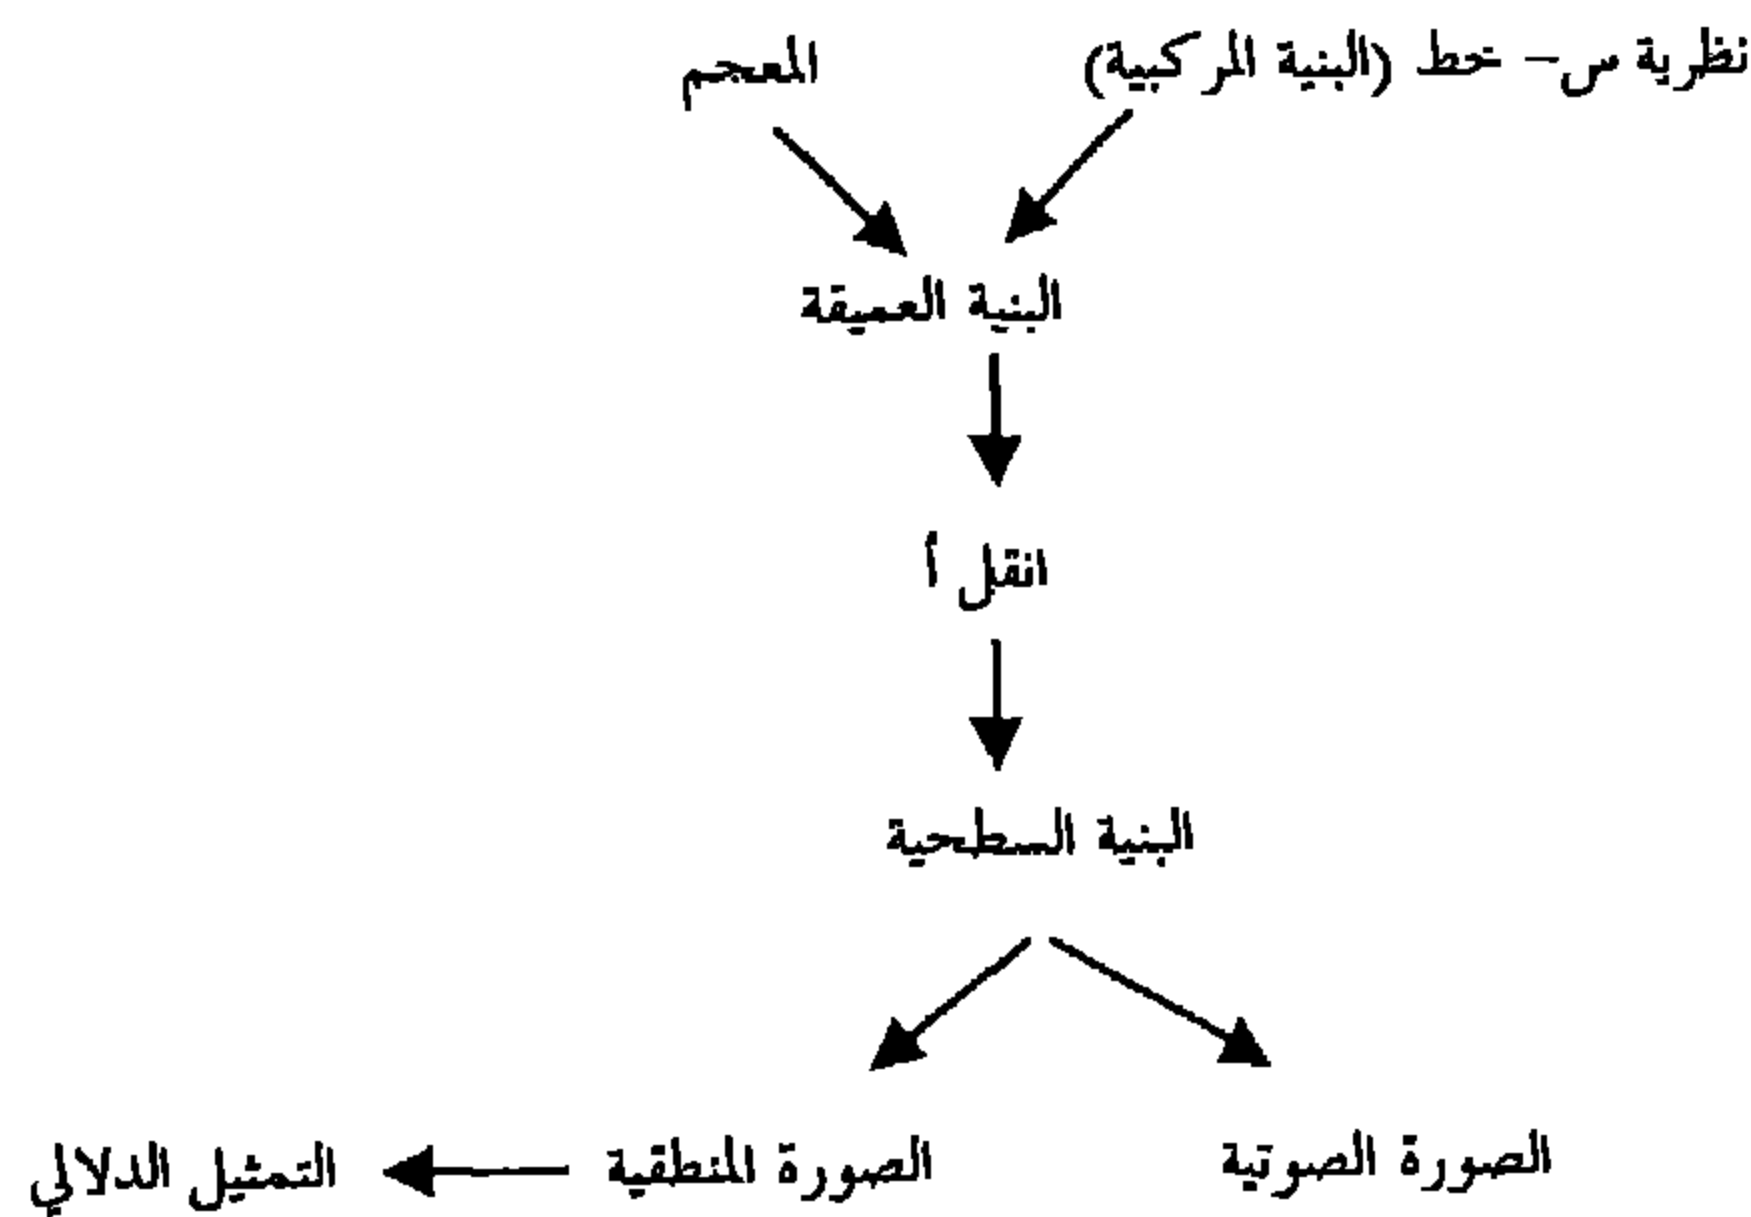 نظرية س- خط (البنية المركبية) المعجم
البنية العميقة
انقل أ
البنية السطحية
الصورة الصوتية الصورة المنطقية التمثيل الدلالي